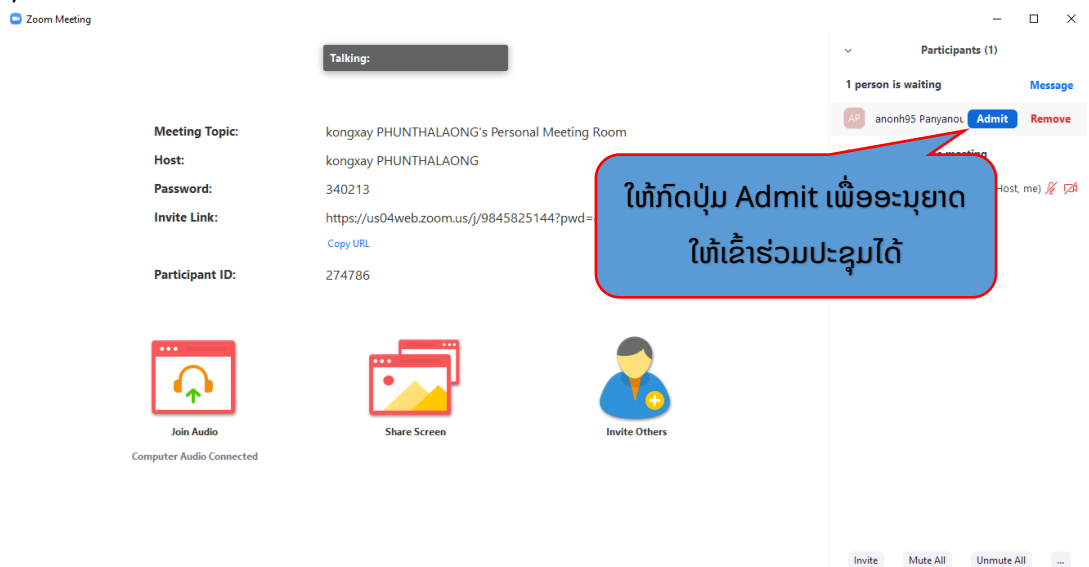 Zoom Meeting
Talking:
Participants (1)
1 person is waiting
Message
AP
anonh95 Panyanou
Admit
Remove
Meeting Topic:
kongxay PHUNTHALAONG's Personal Meeting Room
meeting
Host:
kongxay PHUNTHALAONG
Host, me)
Password:
340213
Invite Link:
https://us04web.zoom.us/j/9845825144?pwd=
Copy URL
Participant ID:
274786
ໃຫ້ກົດປຸ່ມ Admit ເພື່ອອະນຸຍາດ
ໃຫ້ເຂົ້າຮ່ວມປະຊຸມໄດ້
Join Audio
Computer Audio Connected
Share Screen
Invite Others
Invite
Mute All
Unmute All
...